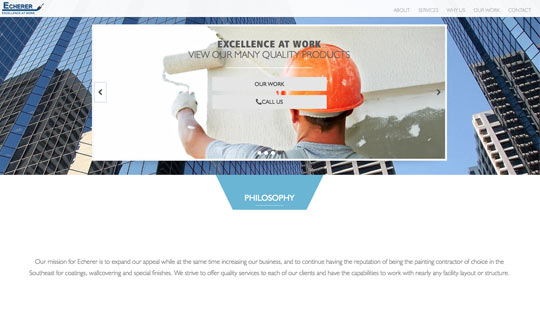 ECHERER
EXCELLENCE AT WORK
ABOUT SERVICES WHY US OUR WORK CONTACT
EXCELLENCE AT WORK
VIEW OUR MANY QUALITY PRODUCTS
OUR WORK
CALL US
PHILOSOPHY
Our mission for Echerer is to expand our appeal while at the same time increasing our business, and to continue having the reputation of being the painting contractor of choice in the
Southeast for coatings, wallcovering and special finishes. We strive to offer quality services to each of our clients and have the capabilities to work with nearly any facility layout or structure.